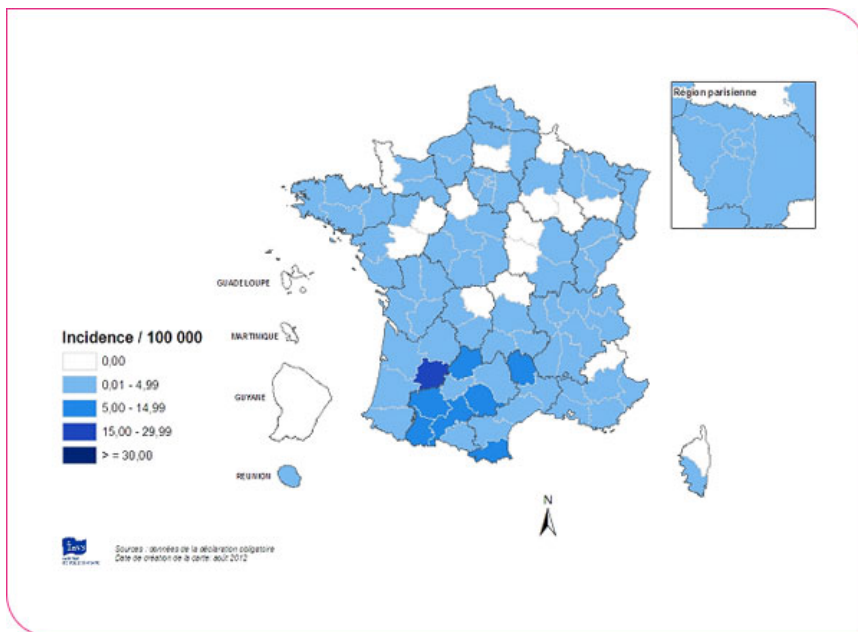 Région parisienne
GUADELOUPE
MARTINIQUE
GUYANE
REUNION
Incidence / 100 000
0,00
0,01 - 4,99
5,00 - 14,99
15,00 - 29,99
> = 30,00
N
InVS
Sources : données de la déclaration obligatoire
Date de création de la carte: août 2012